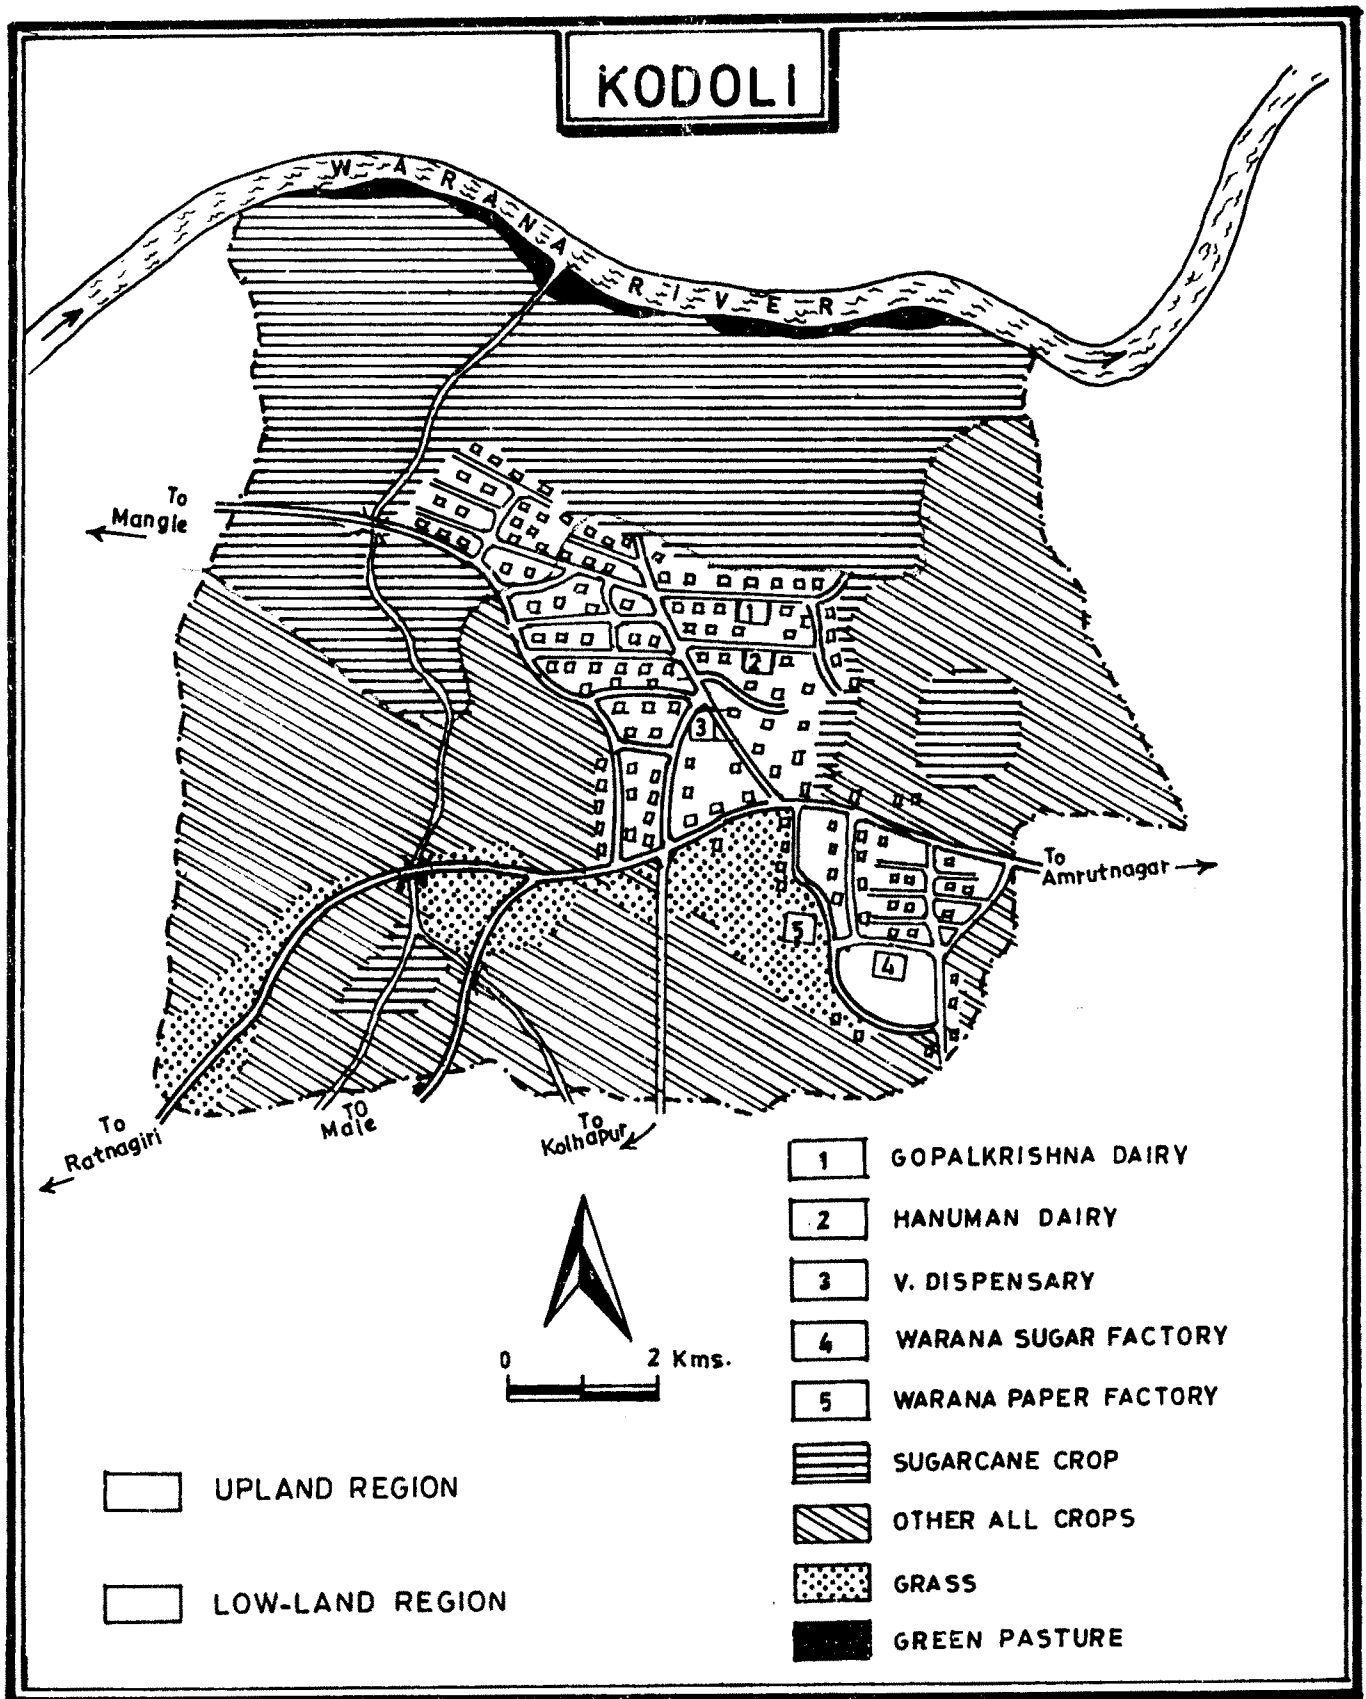 KODOLI
WARANA RIVER
To
Mangle
1
2
3
To
Amrutnagar
5
4
To
Ratnagiri
TO
Male
To
Kolhapur
1 GOPALKRISHNA DAIRY
2 HANUMAN DAIRY
3 V. DISPENSARY
0 2 Kms.
4 WARANA SUGAR FACTORY
5 WARANA PAPER FACTORY
SUGARCANE CROP
UPLAND REGION
OTHER ALL CROPS
GRASS
LOW-LAND REGION
GREEN PASTURE